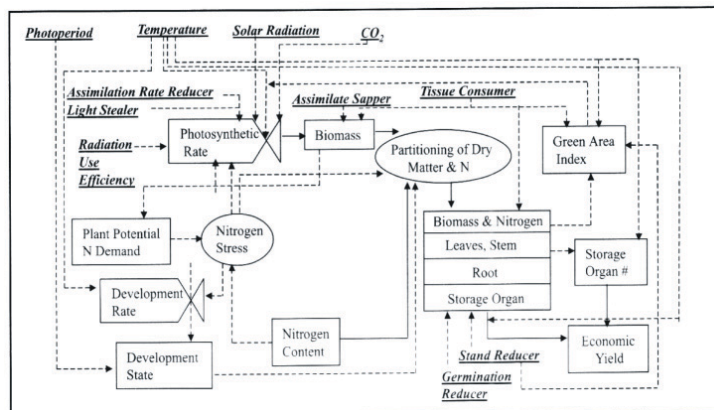 Photoperiod
Temperature
Solar Radiation
CO2
Assimilation Rate Reducer
Light Stealer
Assimilate Sapper
Tissue Consumer
Radiation
Use
Efficiency
Photosynthetic
Rate
Biomass
Partitioning of Dry
Matter & N
Green Area
Index
Plant Potential
N Demand
Nitrogen
Stress
Biomass & Nitrogen
Leaves, Stem
Root
Storage Organ
Storage
Organ #
Development
Rate
Nitrogen
Content
Economic
Yield
Development
State
Stand Reducer
Germination
Reducer